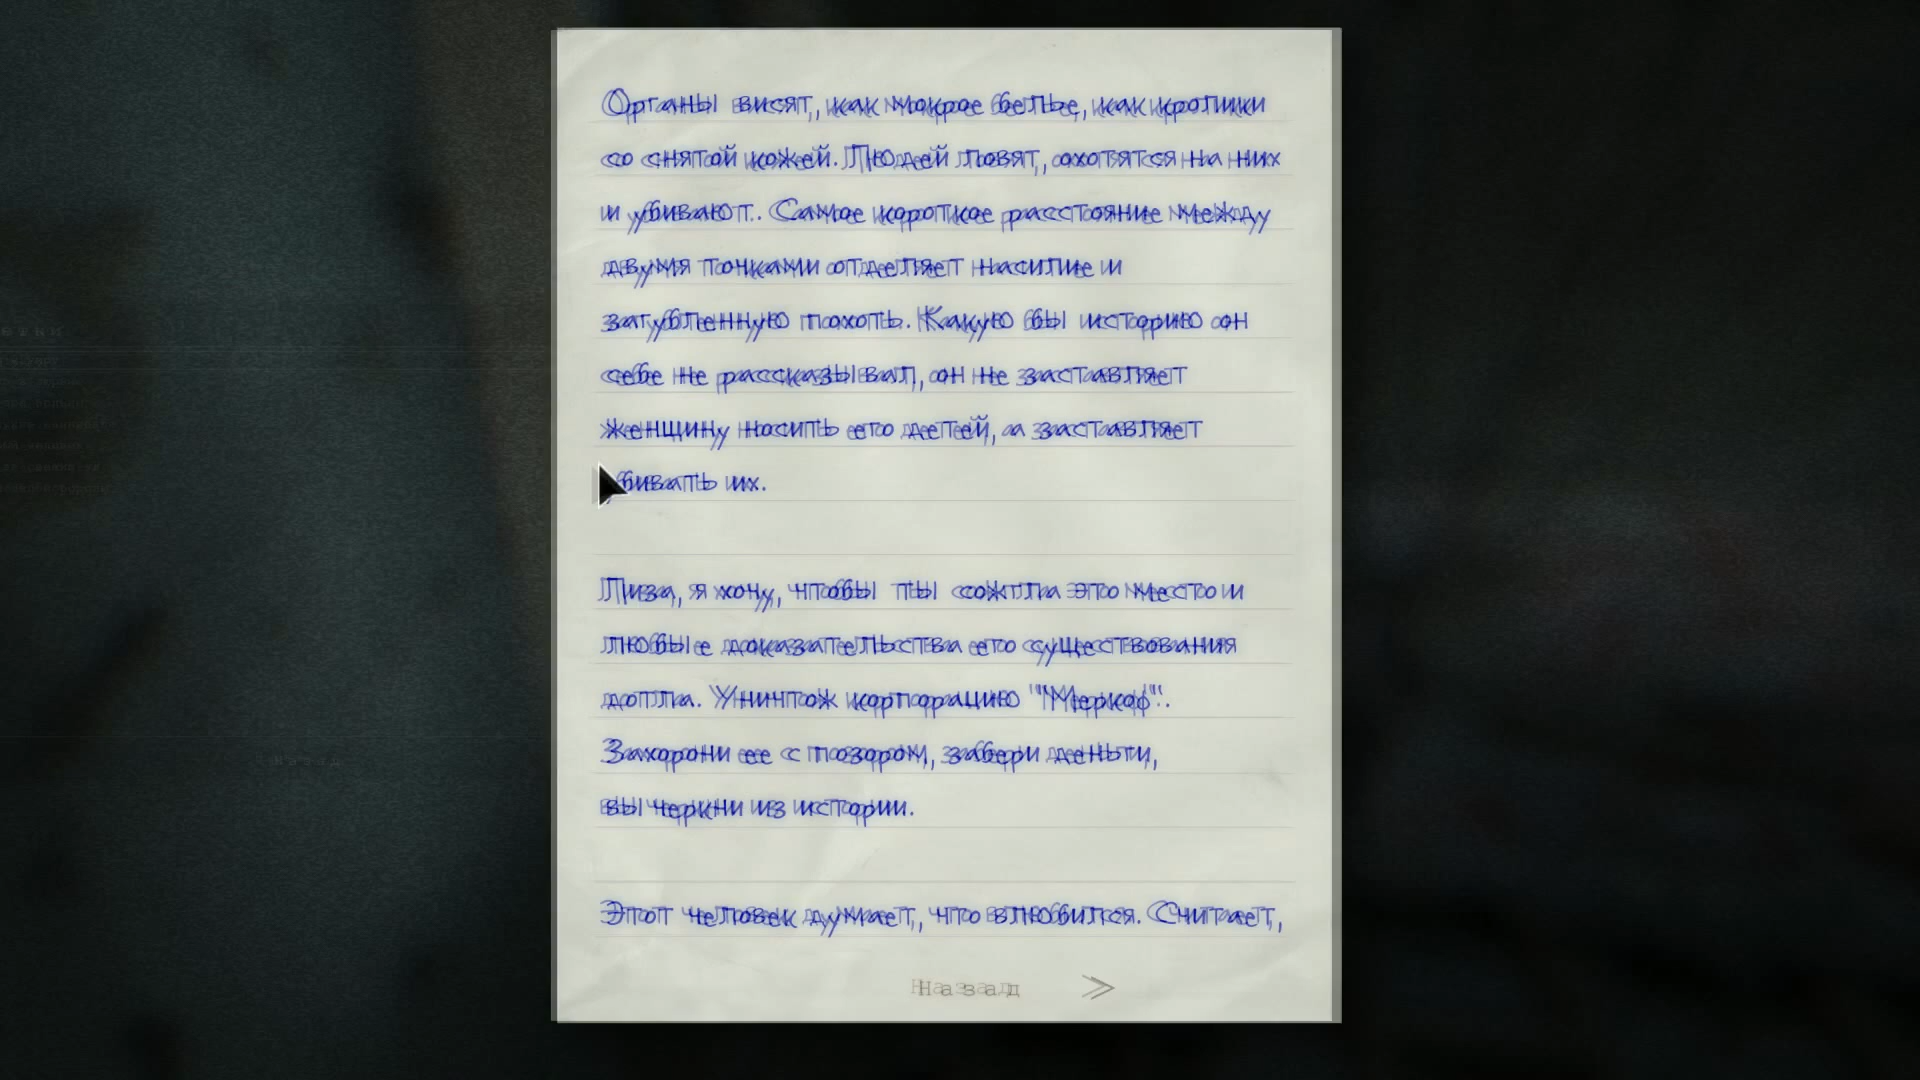 Органы висят, как мокрое белье, как кролики
со снятой кожей. Людей ловят, охотятся на них
и убивают. Самое короткое расстояние между
двумя точками отделяет насилие и
загубленную похоть. Какую бы историю он
себе не рассказывал, он не заставляет
женщину носить его детей, а заставляет
убивать их.
Лиза, я хочу, чтобы ты сожгла это место и
любые доказательства его существования
дотла. Уничтож корпорацию "Меркоф".
Захорони ее с позором, забери деньги,
вычеркни из истории.
Этот человек думает, что влюбился. Считает,
Назад